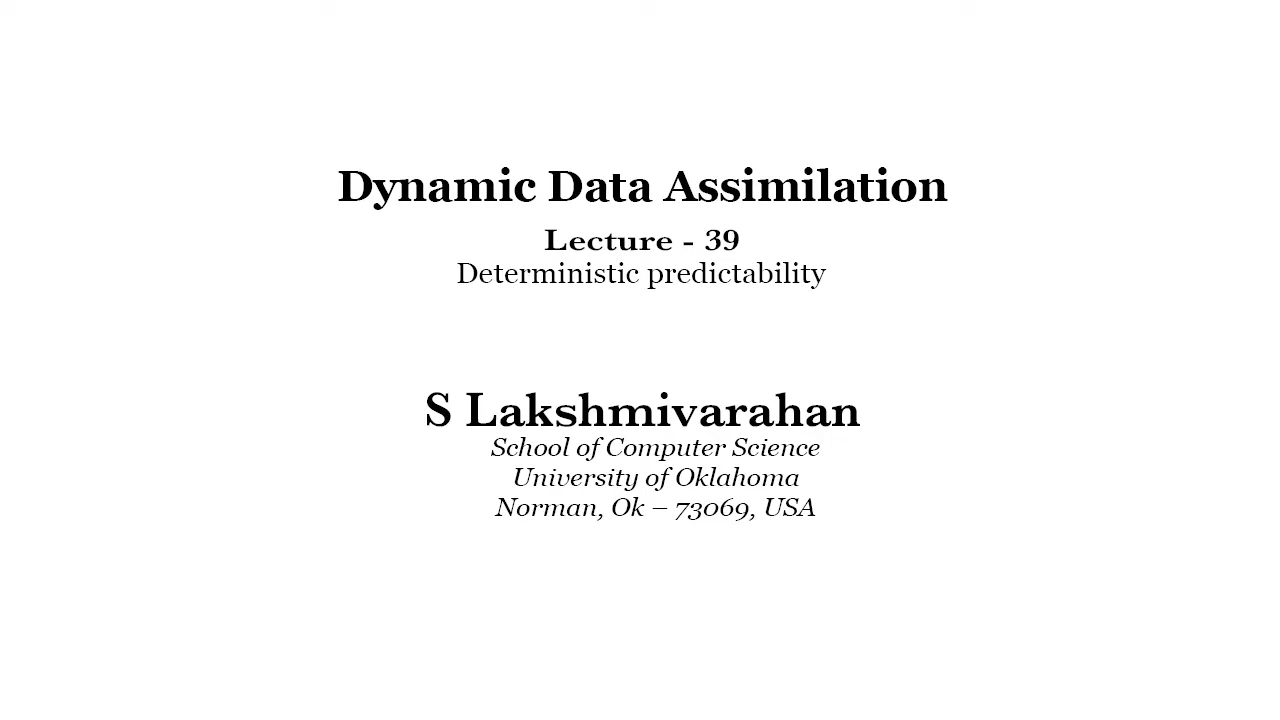 Dynamic Data Assimilation
Lecture - 39
Deterministic predictability
S Lakshmivarahan
School of Computer Science
University of Oklahoma
Norman, Ok – 73069, USA